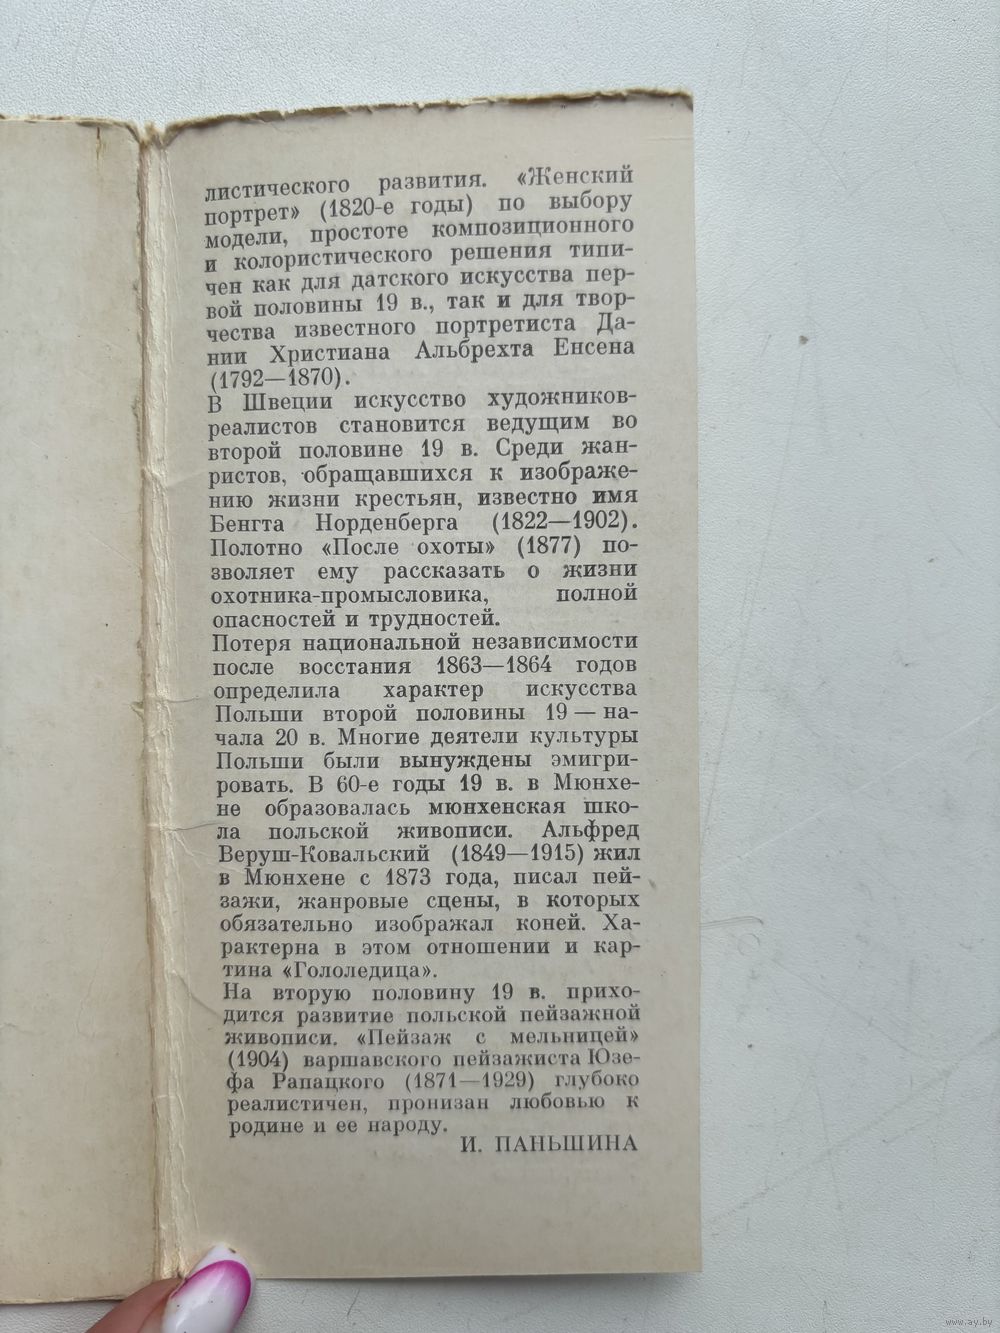 листического развития. «Женский
портрет» (1820-е годы) по выбору
модели, простоте композиционного
и колористического решения типи-
чен как для датского искусства пер-
вой половины 19 в., так и для твор-
чества известного портретиста Да-
нии Христиана Альбрехта Енсена
(1792—1870).
В Швеции искусство художников-
реалистов становится ведущим во
второй половине 19 в. Среди жан-
ристов, обращавшихся к изображе-
нию жизни крестьян, известно имя
Бенгта Норденберга (1822—1902).
Полотно «После охоты» (1877) по-
зволяет ему рассказать о жизни
охотника-промысловика, полной
опасностей и трудностей.
Потеря национальной независимости
после восстания 1863—1864 годов
определила характер искусства
Польши второй половины 19 — на-
чала 20 в. Многие деятели культуры
Польши были вынуждены эмигри-
ровать. В 60-е годы 19 в. в Мюнхе-
не образовалась мюнхенская шко-
ла польской живописи. Альфред
Веруш-Ковальский (1849—1915) жил
в Мюнхене с 1873 года, писал пей-
зажи, жанровые сцены, в которых
обязательно изображал коней. Ха-
рактерна в этом отношении и кар-
тина «Гололедица».
На вторую половину 19 в. прихо-
дится развитие польской пейзажной
живописи. «Пейзаж с мельницей»
(1904) варшавского пейзажиста Юзе-
фа Рапацкого (1871—1929) глубоко
реалистичен, пронизан любовью к
родине и ее народу.
И. ПАНЬШИНА
www.ay.by